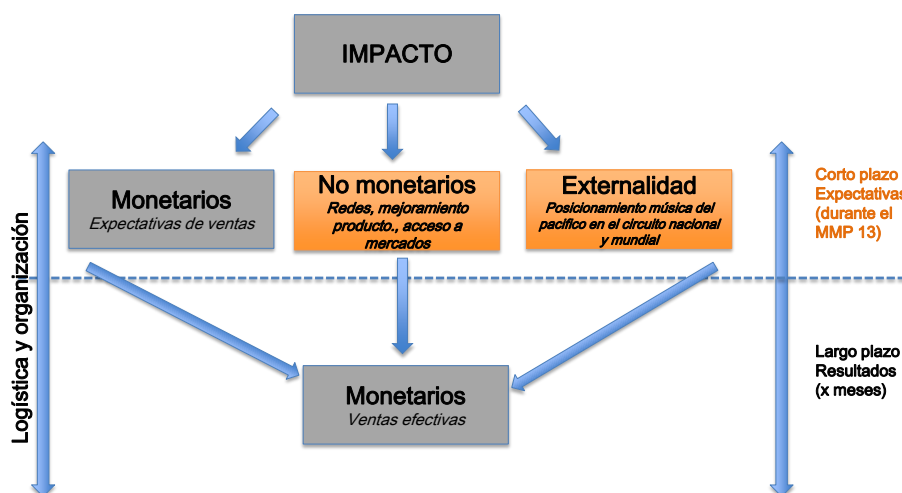 IMPACTO
Monetarios
Expectativas de ventas
No monetarios
Redes, mejoramiento
producto., acceso a
mercados
Externalidad
Posicionamiento música del
pacífico en el circuito nacional
y mundial
Corto plazo
Expectativas
(durante el
MMP 13)
Logística y organización
Largo plazo
Resultados
(x meses)
Monetarios
Ventas efectivas